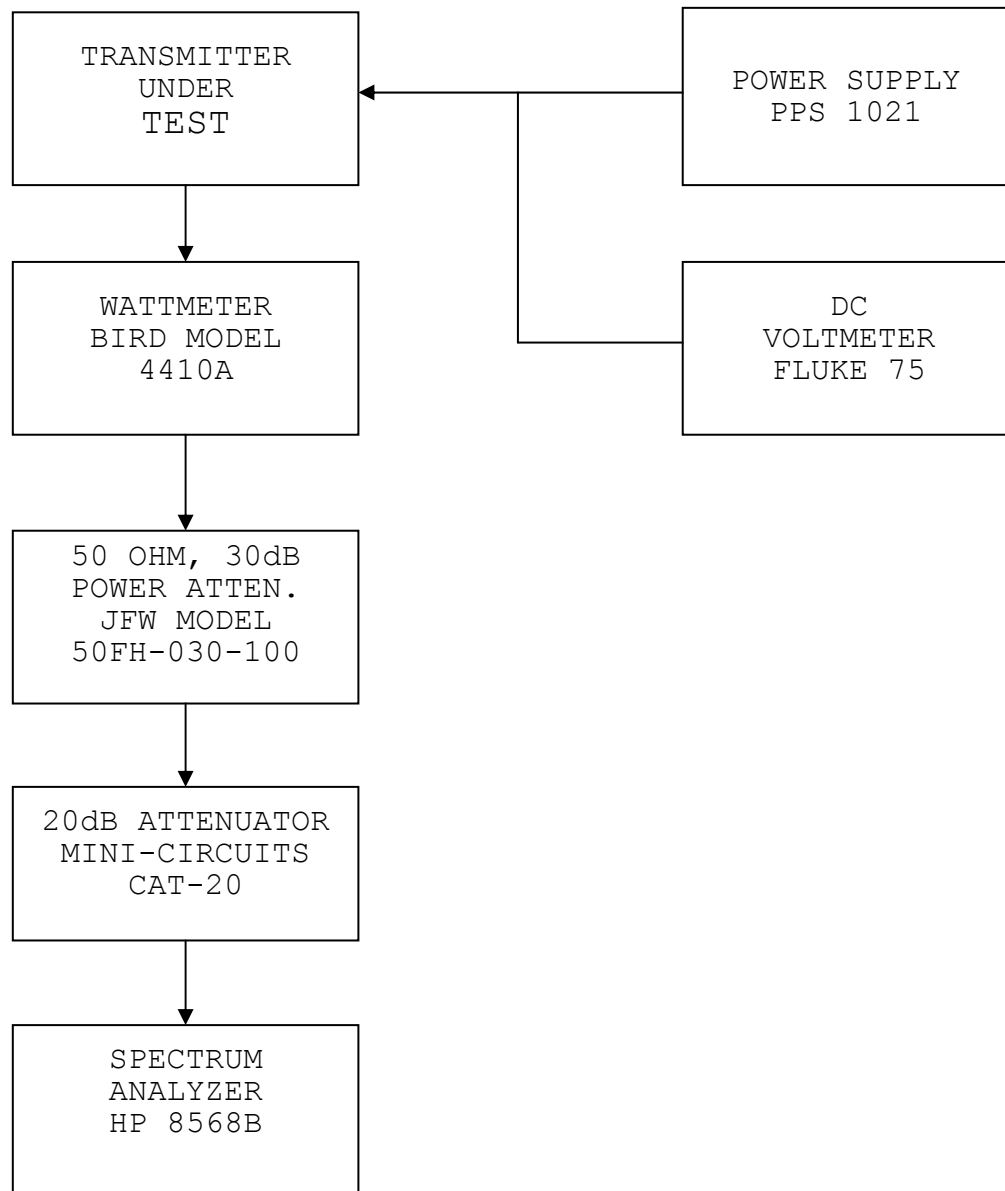 TRANSMITTER
UNDER
TEST
POWER SUPPLY
PPS 1021
WATTMETER
BIRD MODEL
4410A
DC
VOLTMETER
FLUKE 75
50 OHM, 30dB
POWER ATTEN.
JFW MODEL
50FH-030-100
20dB ATTENUATOR
MINI-CIRCUITS
CAT-20
SPECTRUM
ANALYZER
HP 8568B